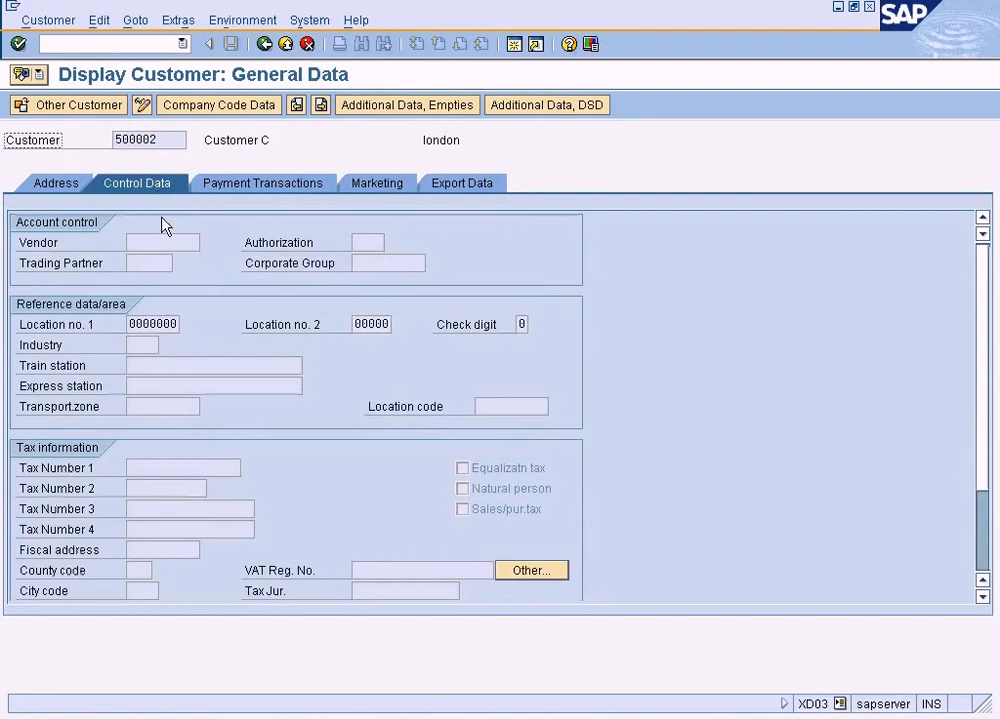 Customer Edit Goto Extras Environment System Help
SAP
Display Customer: General Data
Other Customer Company Code Data Additional Data, Empties Additional Data, DSD
Customer 500002 Customer C london
Address Control Data Payment Transactions Marketing Export Data
Account control
Vendor Authorization
Trading Partner Corporate Group
Reference data/area
Location no. 1 0000000 Location no. 2 00000 Check digit 0
Industry
Train station
Express station
Transport.zone Location code
Tax information
Tax Number 1 Equalizatn tax
Tax Number 2 Natural person
Tax Number 3 Sales/pur.tax
Tax Number 4
Fiscal address
County code VAT Reg. No. Other...
City code Tax Jur.
XD03 sapserver INS